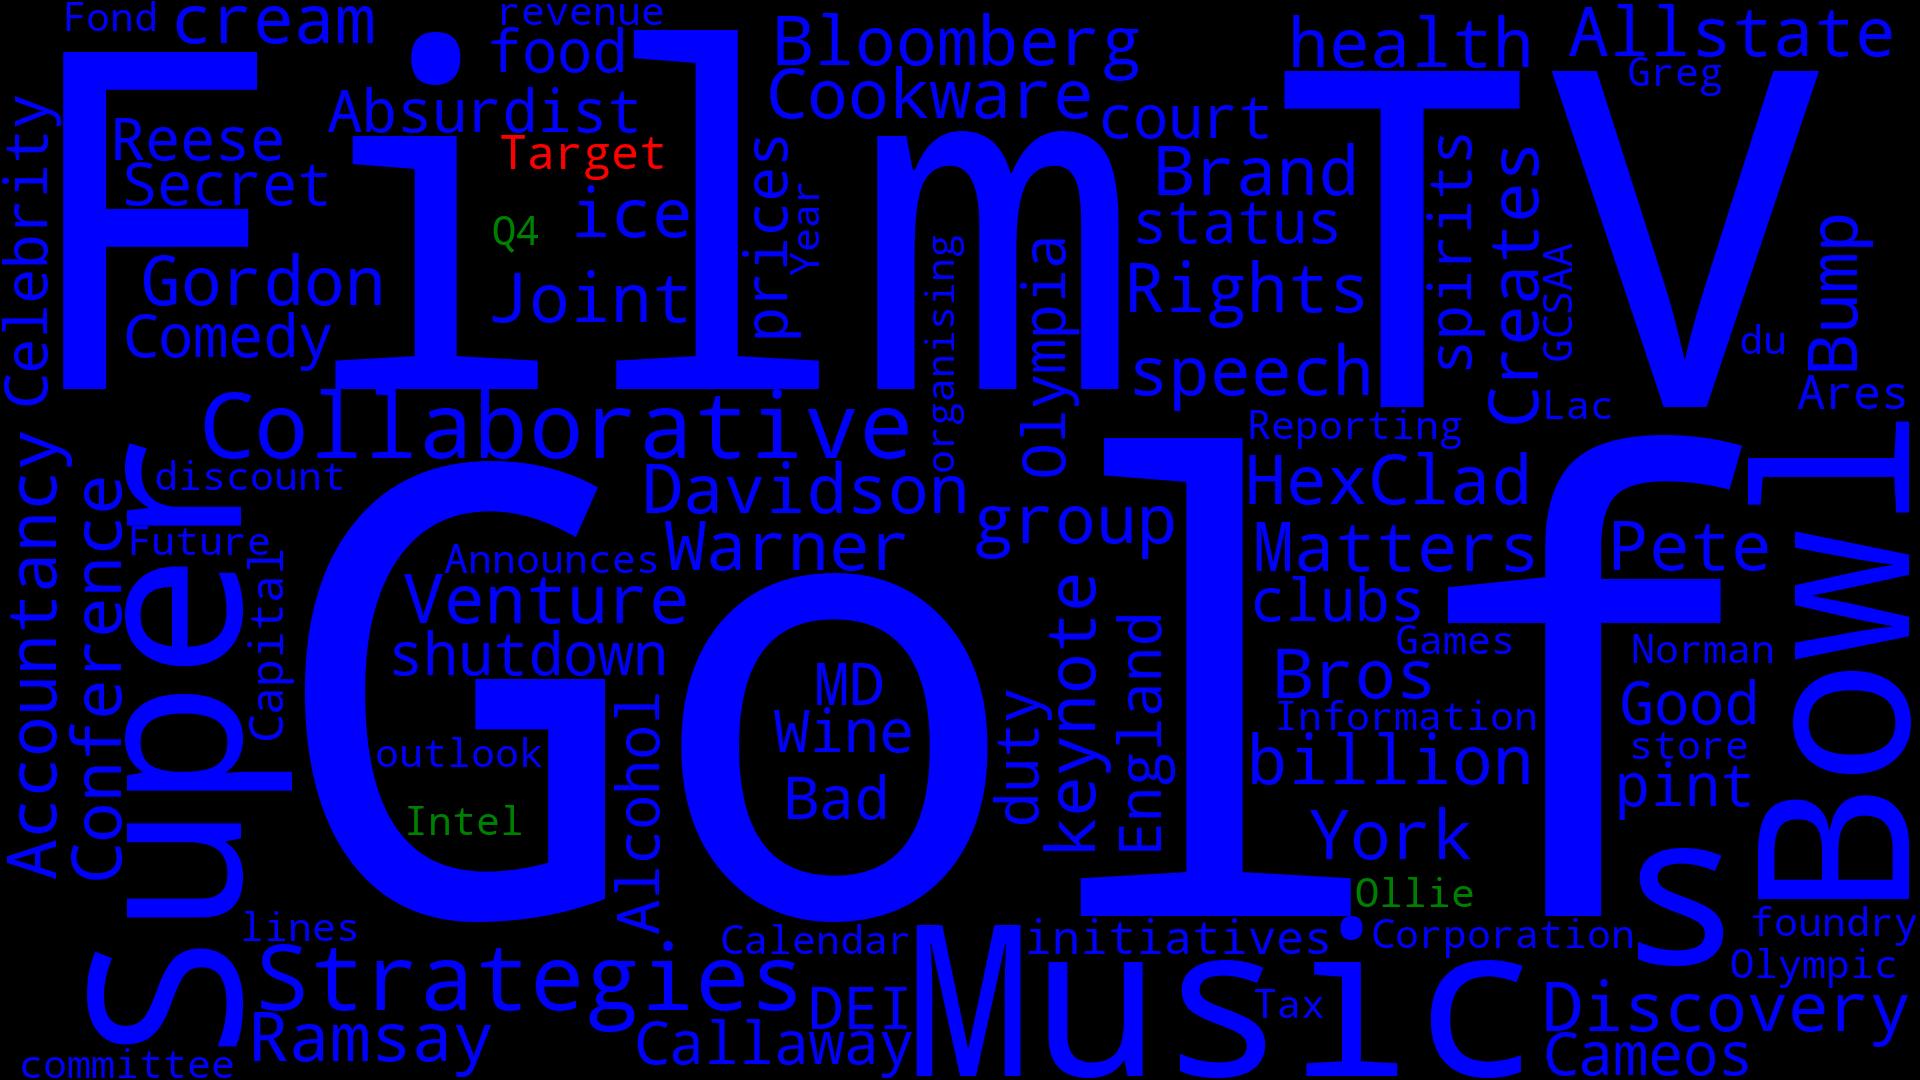 Fond
cream
revenue
food
Bloomberg
health
Allstate
Greg
Film
TV
Cookware
court
Absurdist
Reese
Target
Secret
Celebrity
Q4
ice
prices
Year
Brand
status
spirits
Creates
GCSAA
Bump
Gordon
Comedy
Joint
organising
Olympia
Rights
speech
du
Lac
Ares
Collaborative
Reporting
discount
Davidson
group
HexClad
Accountancy
Conference
Super
Future
Capital
Announces
Warner
Matters
Pete
Bowl
Golf
Venture
shutdown
clubs
Games
Norman
keynote
England
Bros
MD
Wine
Bad
duty
Information
Good
store
outlook
Alcohol
billion
pint
Intel
York
Ollie
s
lines
Calendar
initiatives
Corporation
foundry
Olympic
Strategies
DEI
Music
Tax
Discovery
Ramsay
Callaway
Cameos
committee